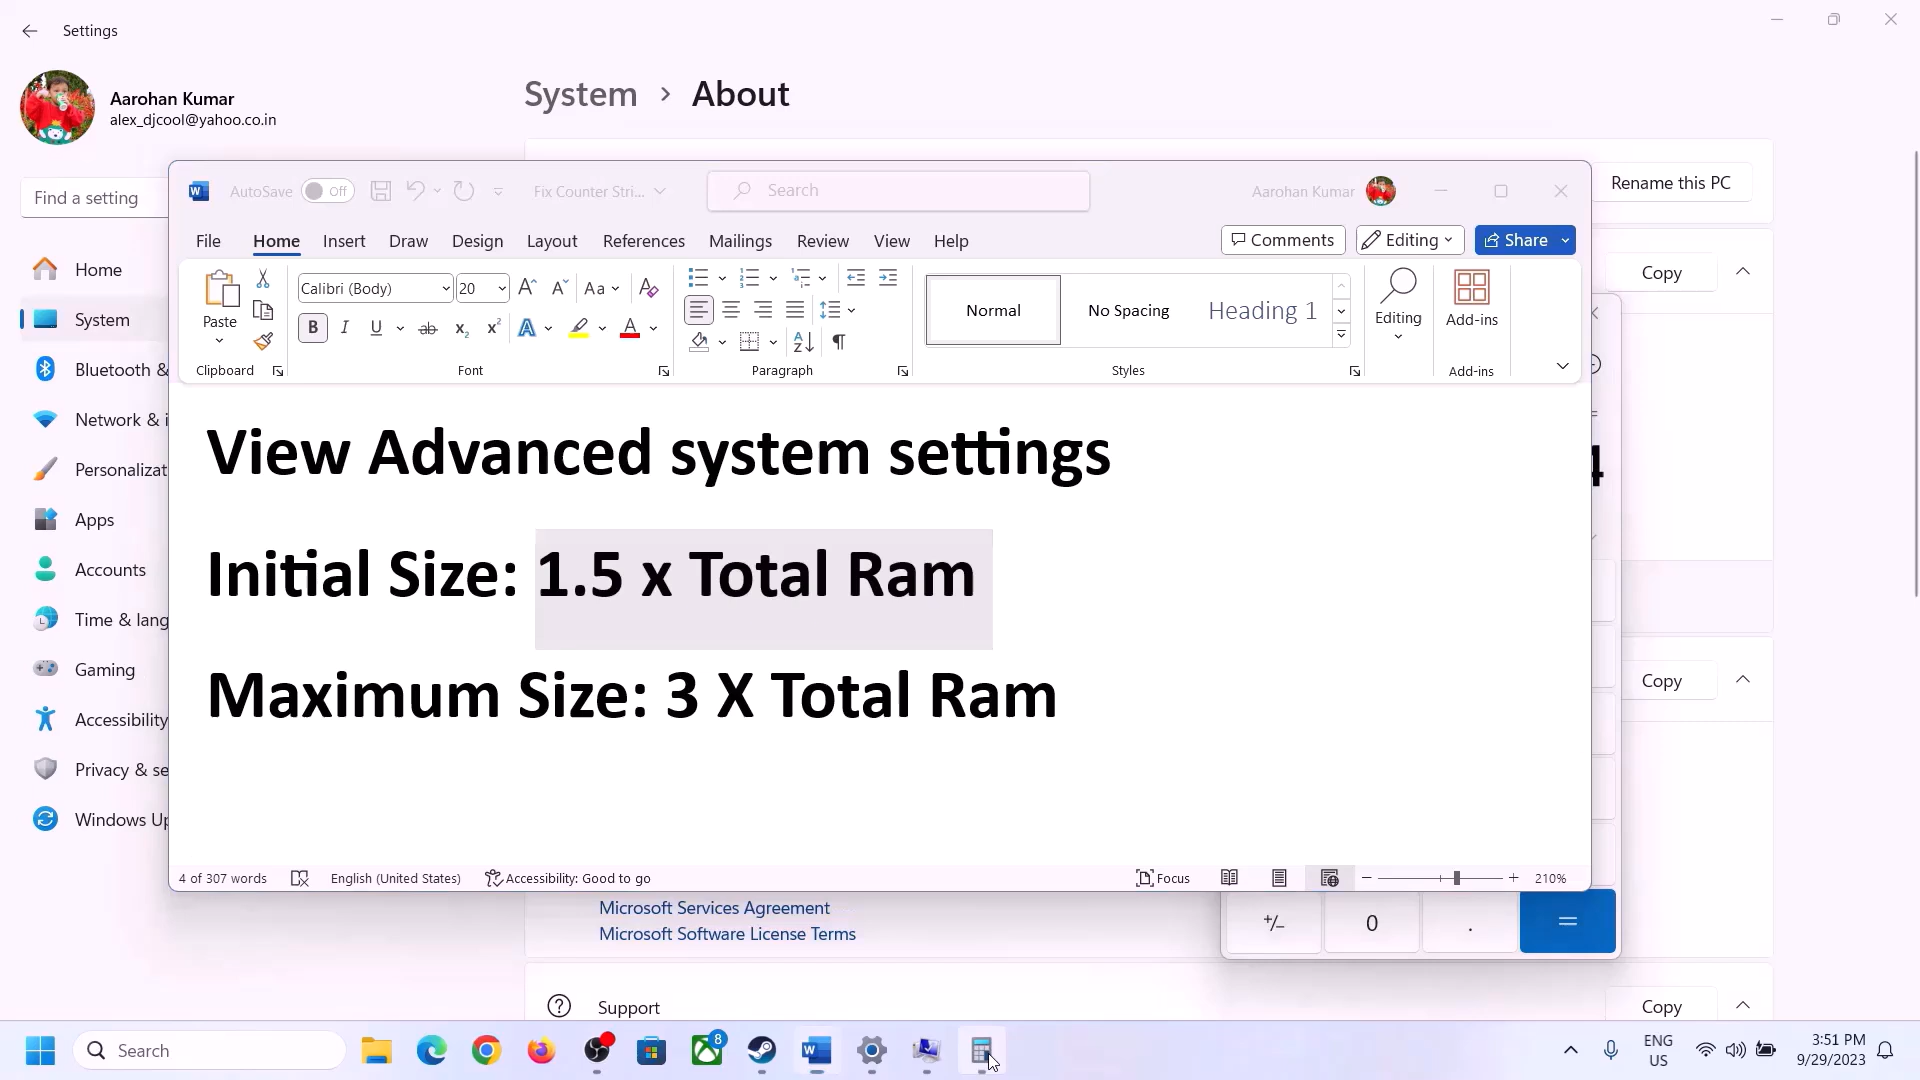 Settings
Aarohan Kumar
alex_djcool@yahoo.co.in
System > About
Find a setting
Rename this PC
AutoSave Off
Fix Counter Stri...
Search
Aarohan Kumar
File Home Insert Draw Design Layout References Mailings Review View Help
Comments Editing Share
Home
System
Bluetooth &
Network & i
Personalizat
Apps
Accounts
Time & lang
Gaming
Accessibility
Privacy & se
Windows Up
Paste
Calibri (Body) 20
Normal
No Spacing
Heading 1
Editing
Add-ins
Clipboard Font Paragraph Styles Add-ins
Copy
View Advanced system settings
Initial Size: 1.5 x Total Ram
Maximum Size: 3 X Total Ram
4
Copy
4 of 307 words English (United States) Accessibility: Good to go Focus 210%
Microsoft Services Agreement
Microsoft Software License Terms
+/- 0 . =
Support
Copy
Search
8
ENG
US
3:51 PM
9/29/2023